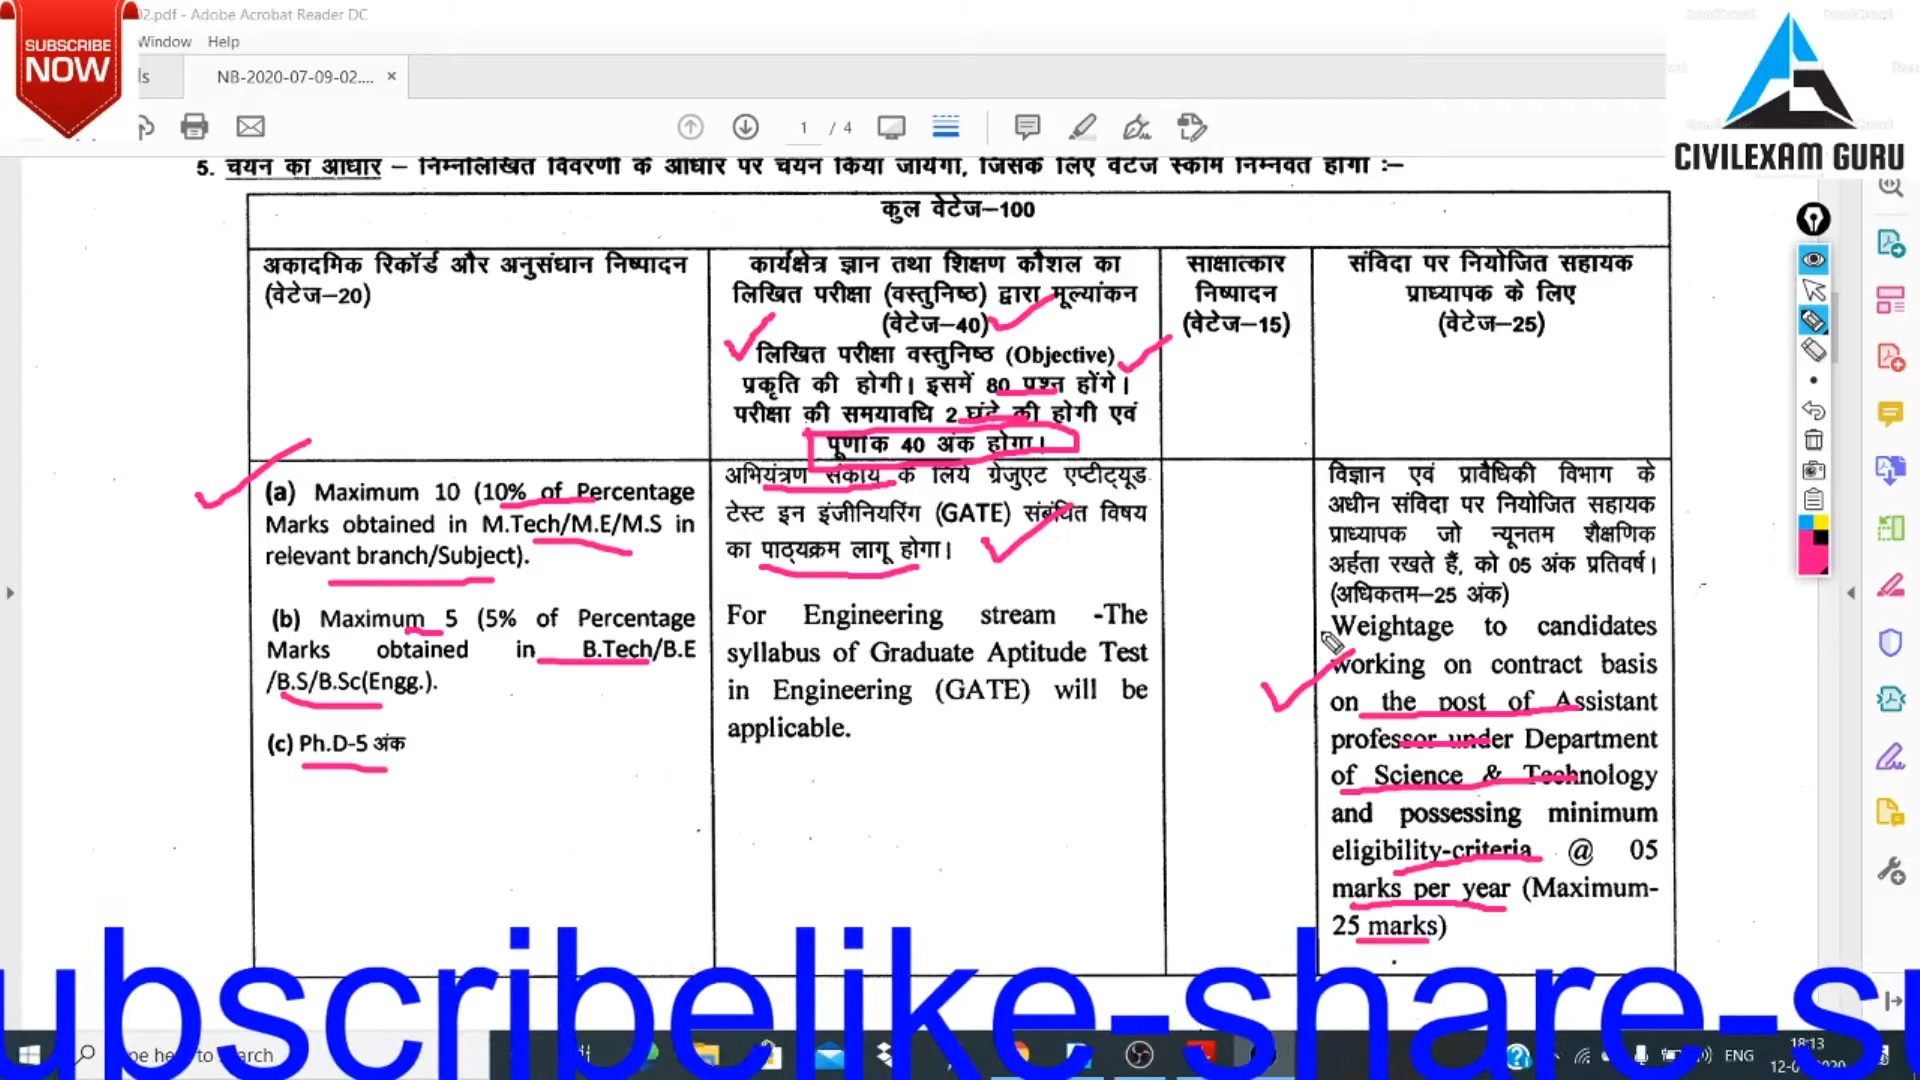 02.pdf - Adobe Acrobat Reader DC
Window Help
SUBSCRIBE
NOW
ls
NB-2020-07-09-02.... ×
1 / 4
CIVILEXAM GURU
5. चयन का आधार – निम्नलिखित विवरणी के आधार पर चयन किया जायेगा, जिसके लिए वेटेज स्कीम निम्नवत होगा :–
कुल वेटेज–100
अकादमिक रिकॉर्ड और अनुसंधान निष्पादन
(वेटेज–20)
कार्यक्षेत्र ज्ञान तथा शिक्षण कौशल का
लिखित परीक्षा (वस्तुनिष्ठ) द्वारा मूल्यांकन
(वेटेज–40)
लिखित परीक्षा वस्तुनिष्ठ (Objective)
प्रकृति की होगी। इसमें 80 प्रश्न होंगे।
परीक्षा की समयावधि 2 घंटे की होगी एवं
पूर्णांक 40 अंक होगा।
साक्षात्कार
निष्पादन
(वेटेज–15)
संविदा पर नियोजित सहायक
प्राध्यापक के लिए
(वेटेज–25)
(a) Maximum 10 (10% of Percentage
Marks obtained in M.Tech/M.E/M.S in
relevant branch/Subject).
(b) Maximum 5 (5% of Percentage
Marks obtained in B.Tech/B.E
/B.S/B.Sc(Engg.).
(c) Ph.D-5 अंक
अभियंत्रण संकाय के लिये ग्रेजुएट एप्टीट्यूड
टेस्ट इन इंजीनियरिंग (GATE) संबंधित विषय
का पाठ्यक्रम लागू होगा।
For Engineering stream -The
syllabus of Graduate Aptitude Test
in Engineering (GATE) will be
applicable.
विज्ञान एवं प्रावैधिकी विभाग के
अधीन संविदा पर नियोजित सहायक
प्राध्यापक जो न्यूनतम शैक्षणिक
अर्हता रखते हैं, को 05 अंक प्रतिवर्ष।
(अधिकतम–25 अंक)
Weightage to candidates
working on contract basis
on the post of Assistant
professor under Department
of Science & Technology
and possessing minimum
eligibility-criteria @ 05
marks per year (Maximum-
25 marks)
ubscribelike-share-su
ENG
18:13